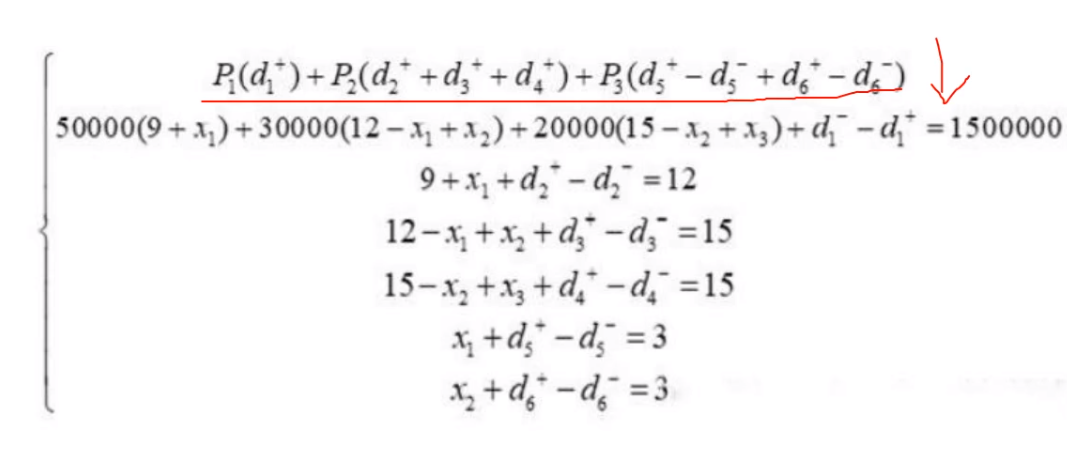 P₁(d₁⁺) + P₂(d₂⁺ + d₃⁺ + d₄⁺) + P₃(d₅⁺ − d₅⁻ + d₆⁺ − d₆⁻)
50000(9 + x₁) + 30000(12 − x₁ + x₂) + 20000(15 − x₂ + x₃) + d₁⁻ − d₁⁺ = 1500000
9 + x₁ + d₂⁺ − d₂⁻ = 12
12 − x₁ + x₂ + d₃⁺ − d₃⁻ = 15
15 − x₂ + x₃ + d₄⁺ − d₄⁻ = 15
x₁ + d₅⁺ − d₅⁻ = 3
x₂ + d₆⁺ − d₆⁻ = 3